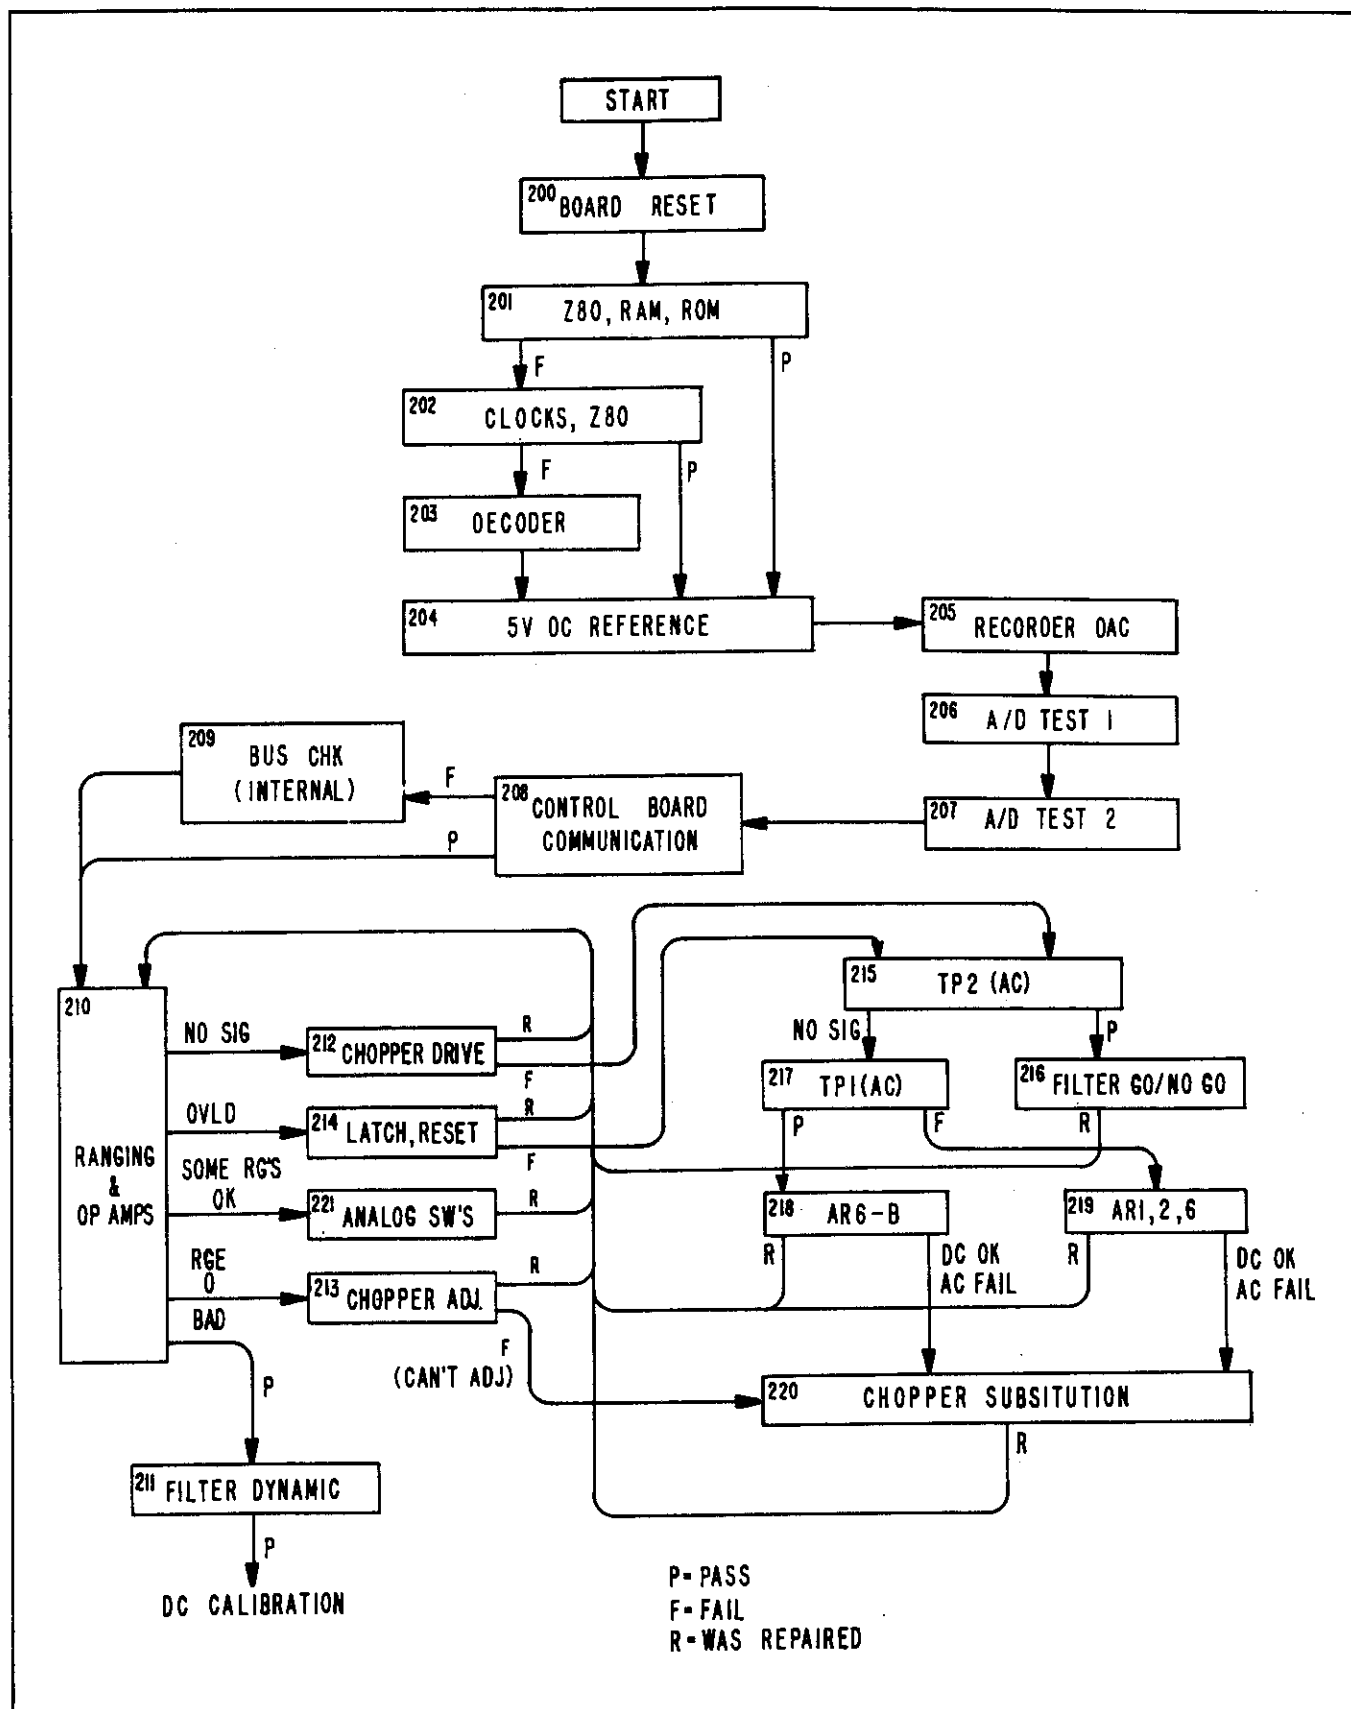 START
200 BOARD RESET
201 Z80, RAM, ROM
F
P
202 CLOCKS, Z80
F
P
203 DECODER
204 5V DC REFERENCE
205 RECORDER DAC
206 A/D TEST 1
207 A/D TEST 2
208 CONTROL BOARD
COMMUNICATION
F
P
209 BUS CHK
(INTERNAL)
210
RANGING
&
OP AMPS
NO SIG
212 CHOPPER DRIVE
R
F
OVLD
214 LATCH, RESET
R
F
SOME RG'S
OK
221 ANALOG SW'S
R
RGE
0
BAD
213 CHOPPER ADJ.
R
F
(CAN'T ADJ)
P
211 FILTER DYNAMIC
P
DC CALIBRATION
215 TP2 (AC)
NO SIG
P
217 TP1(AC)
P
F
216 FILTER GO/NO GO
R
218 AR6-B
R
DC OK
AC FAIL
219 AR1, 2, 6
R
DC OK
AC FAIL
220 CHOPPER SUBSITUTION
R
P=PASS
F=FAIL
R=WAS REPAIRED